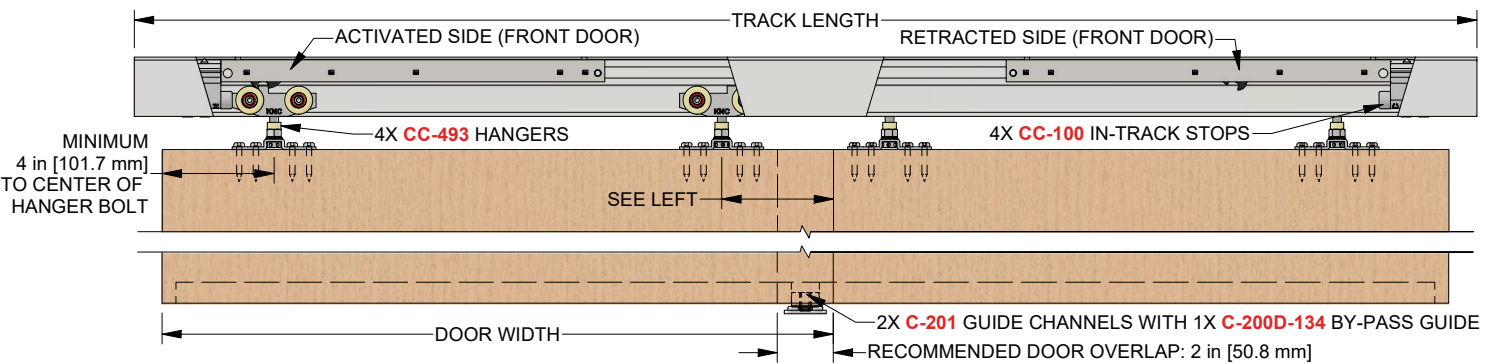 TRACK LENGTH
ACTIVATED SIDE (FRONT DOOR)
RETRACTED SIDE (FRONT DOOR)
KNC
4X CC-493 HANGERS
4X CC-100 IN-TRACK STOPS
MINIMUM
4 in [101.7 mm]
TO CENTER OF
HANGER BOLT
SEE LEFT
2X C-201 GUIDE CHANNELS WITH 1X C-200D-134 BY-PASS GUIDE
DOOR WIDTH
RECOMMENDED DOOR OVERLAP: 2 in [50.8 mm]